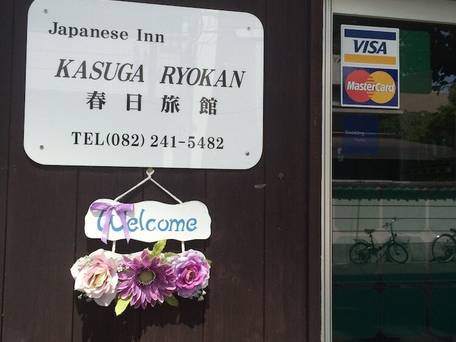 Japanese Inn
KASUGA RYOKAN
春日旅館
TEL(082) 241-5482
Welcome
VISA
MasterCard